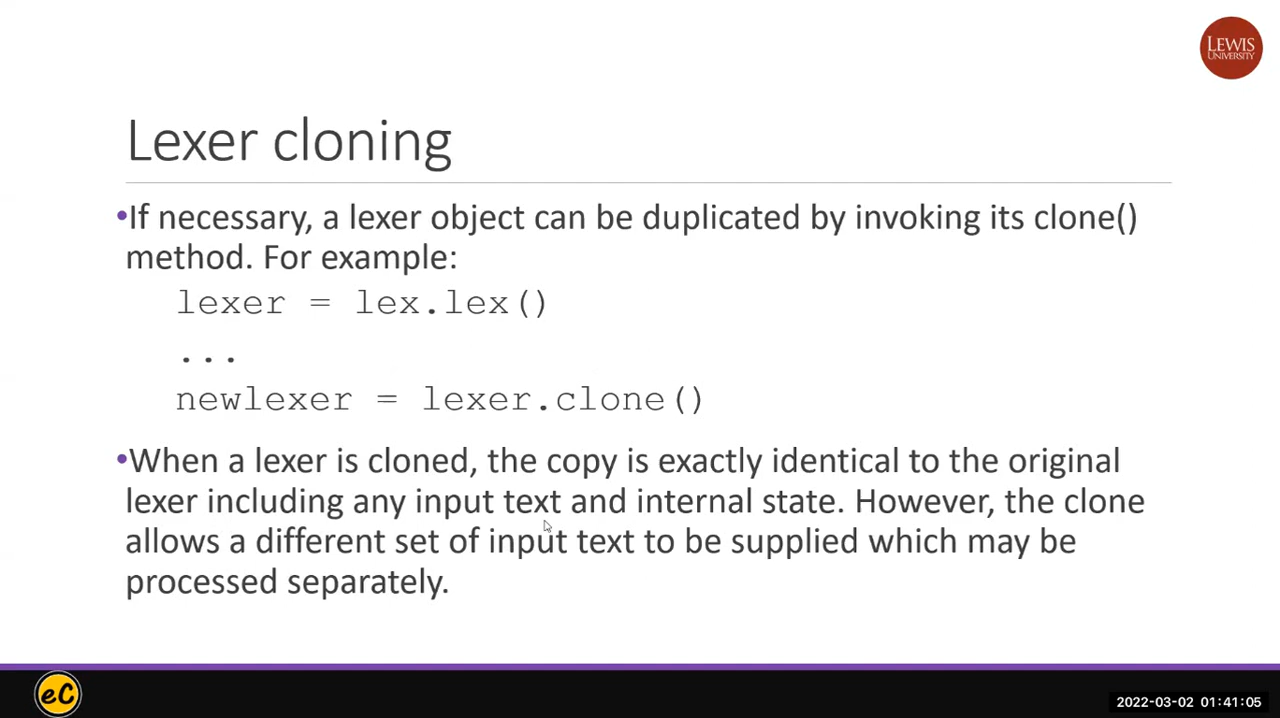 LEWIS
UNIVERSITY
Lexer cloning
•If necessary, a lexer object can be duplicated by invoking its clone()
method. For example:
lexer = lex.lex()
...
newlexer = lexer.clone()
•When a lexer is cloned, the copy is exactly identical to the original
lexer including any input text and internal state. However, the clone
allows a different set of input text to be supplied which may be
processed separately.
eC
2022-03-02 01:41:05